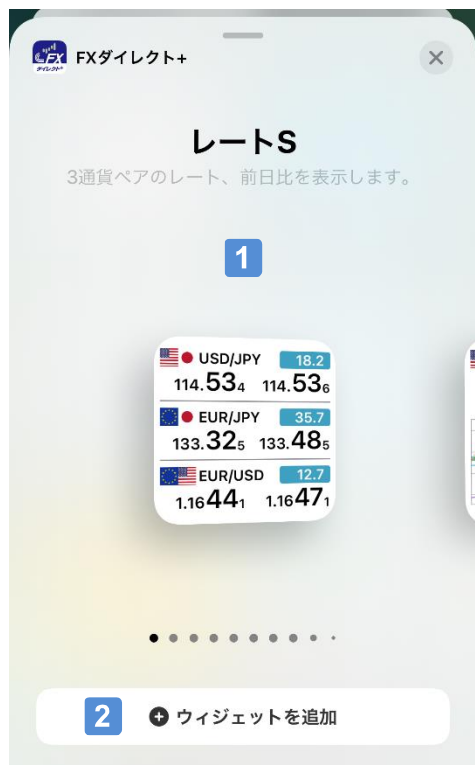 FX
ダイレクト+
FXダイレクト+
レートS
3通貨ペアのレート、前日比を表示します。
1
USD/JPY 18.2
114.534 114.536
EUR/JPY 35.7
133.325 133.485
EUR/USD 12.7
1.16441 1.16471
2 ウィジェットを追加